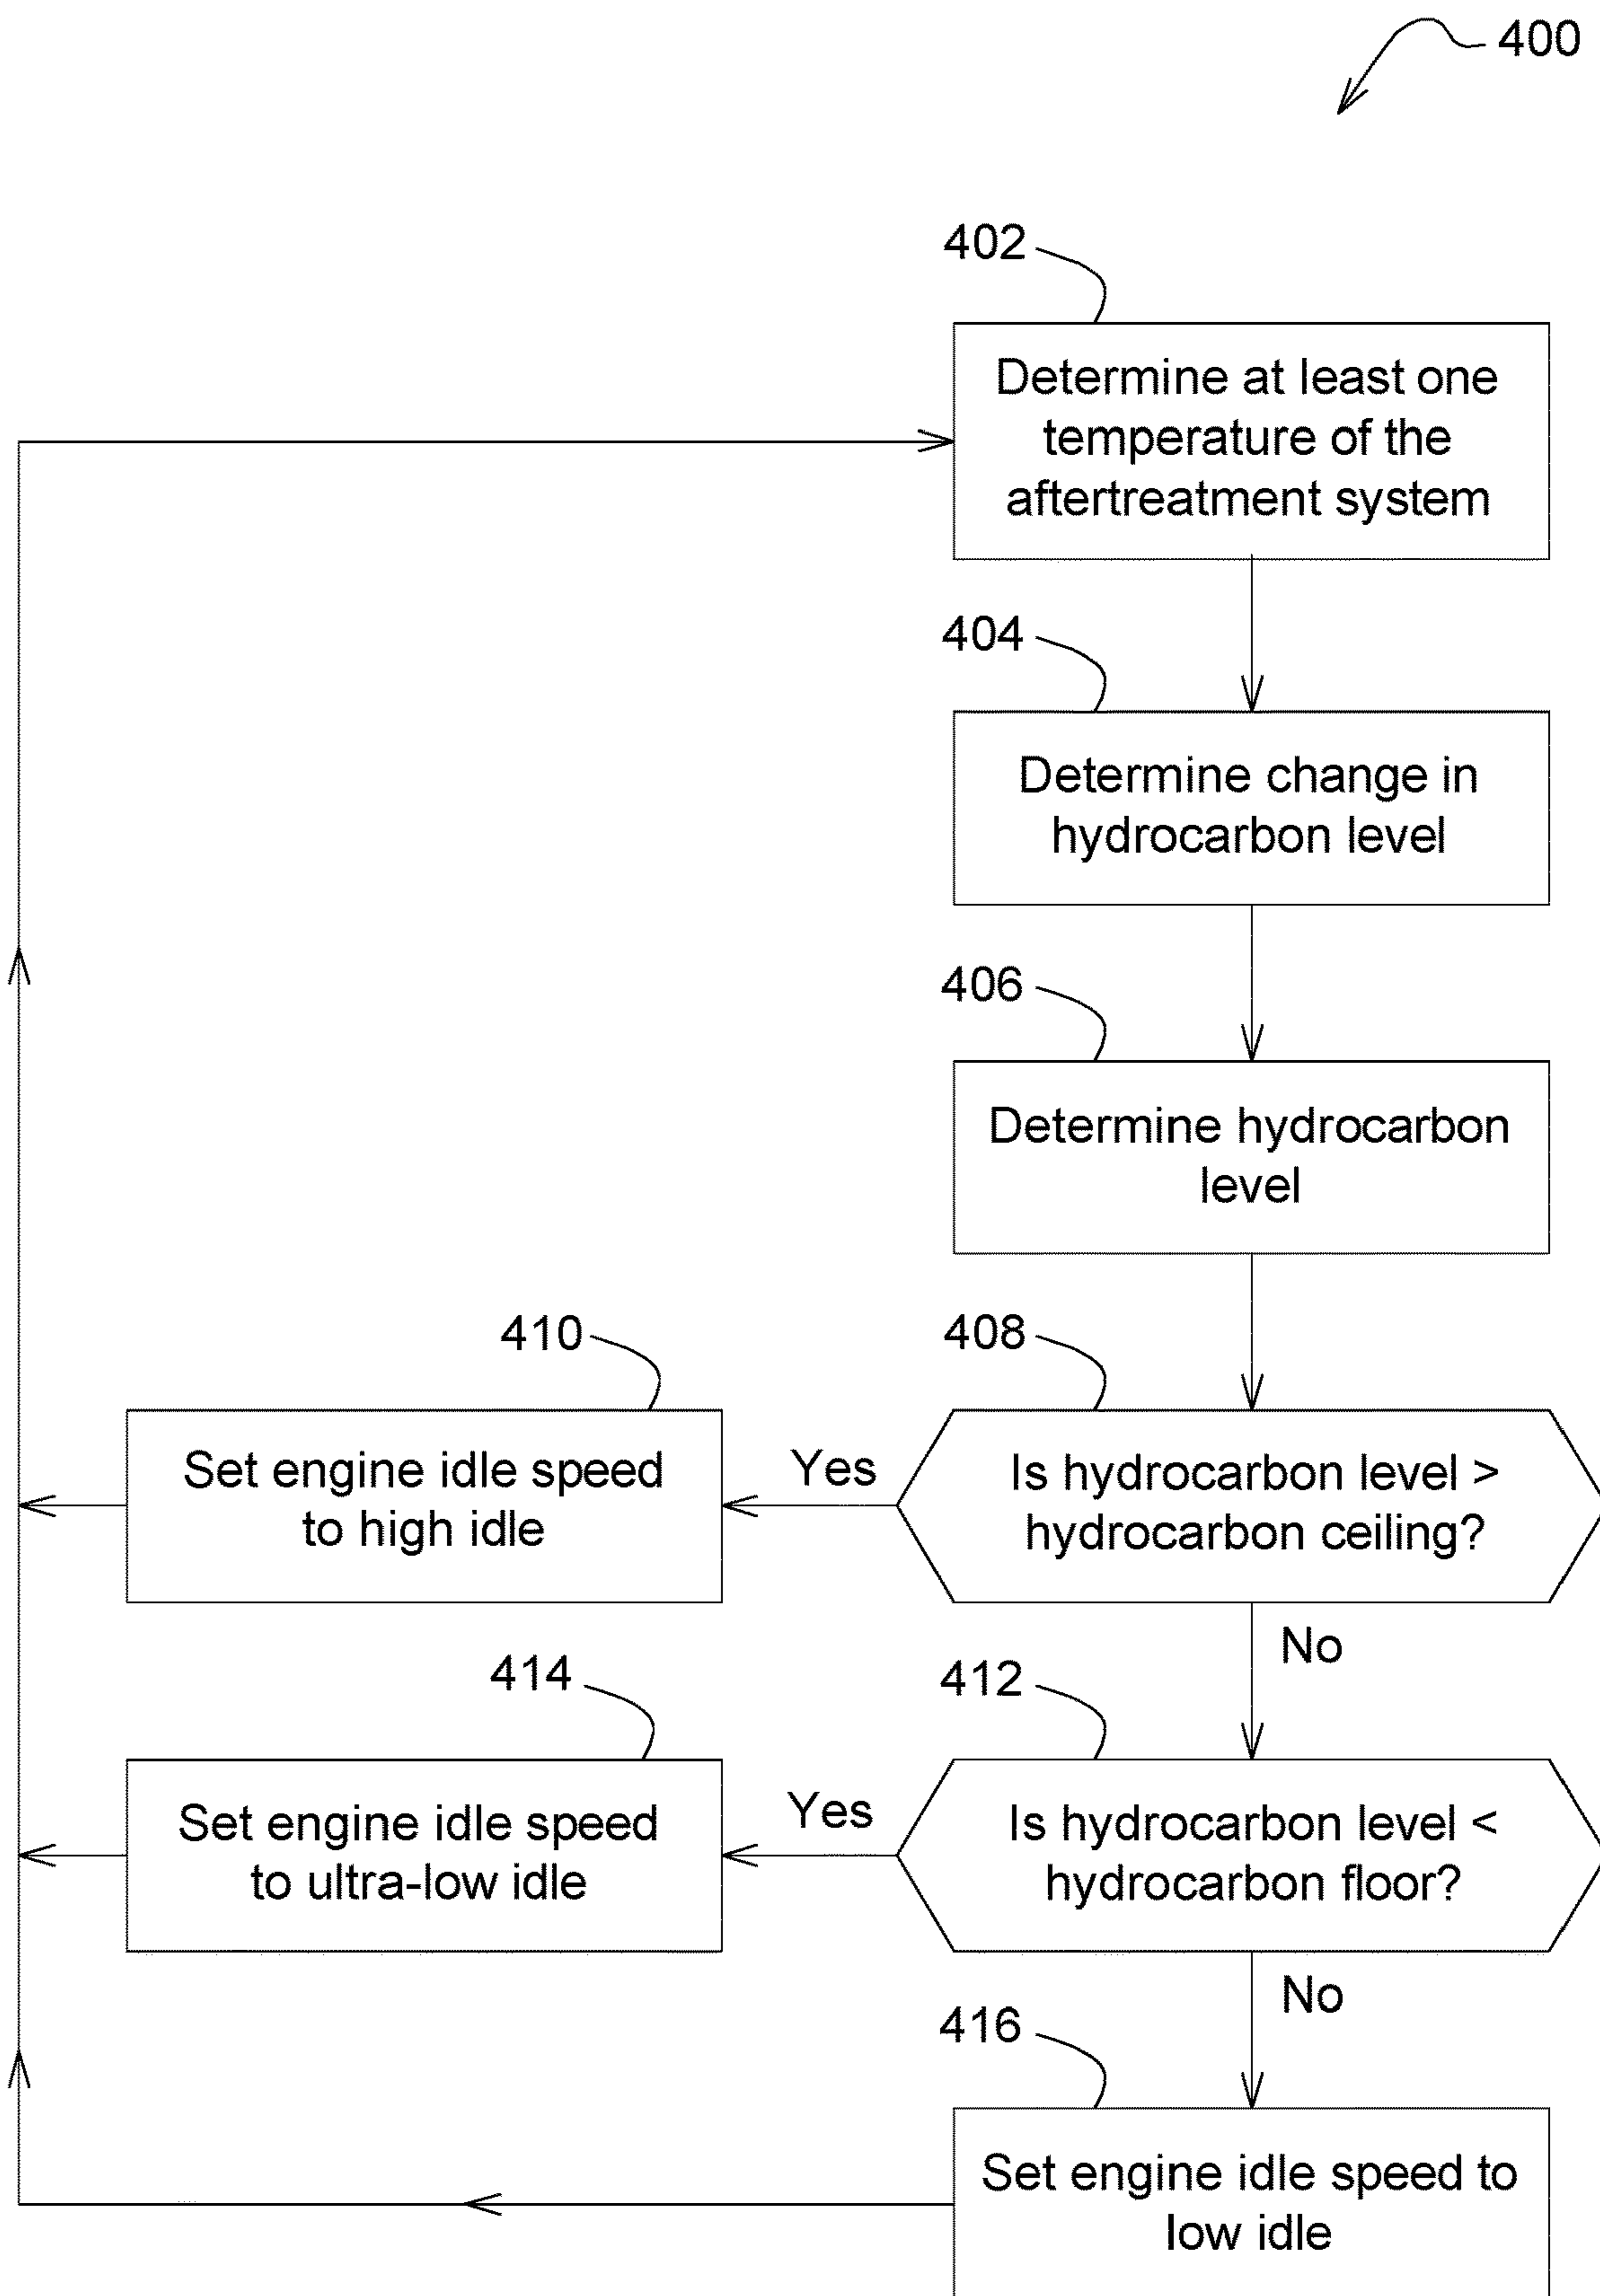 400
402
Determine at least one
temperature of the
aftertreatment system
404
Determine change in
hydrocarbon level
406
Determine hydrocarbon
level
408
Is hydrocarbon level >
hydrocarbon ceiling?
Yes
410
Set engine idle speed
to high idle
No
412
Is hydrocarbon level <
hydrocarbon floor?
Yes
414
Set engine idle speed
to ultra-low idle
No
416
Set engine idle speed to
low idle